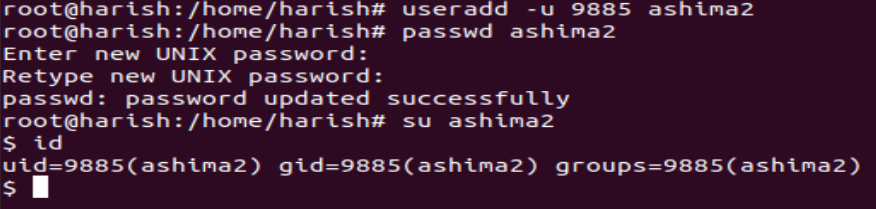 root@harish:/home/harish# useradd -u 9885 ashima2
root@harish:/home/harish# passwd ashima2
Enter new UNIX password:
Retype new UNIX password:
passwd: password updated successfully
root@harish:/home/harish# su ashima2
$ id
uid=9885(ashima2) gid=9885(ashima2) groups=9885(ashima2)
$